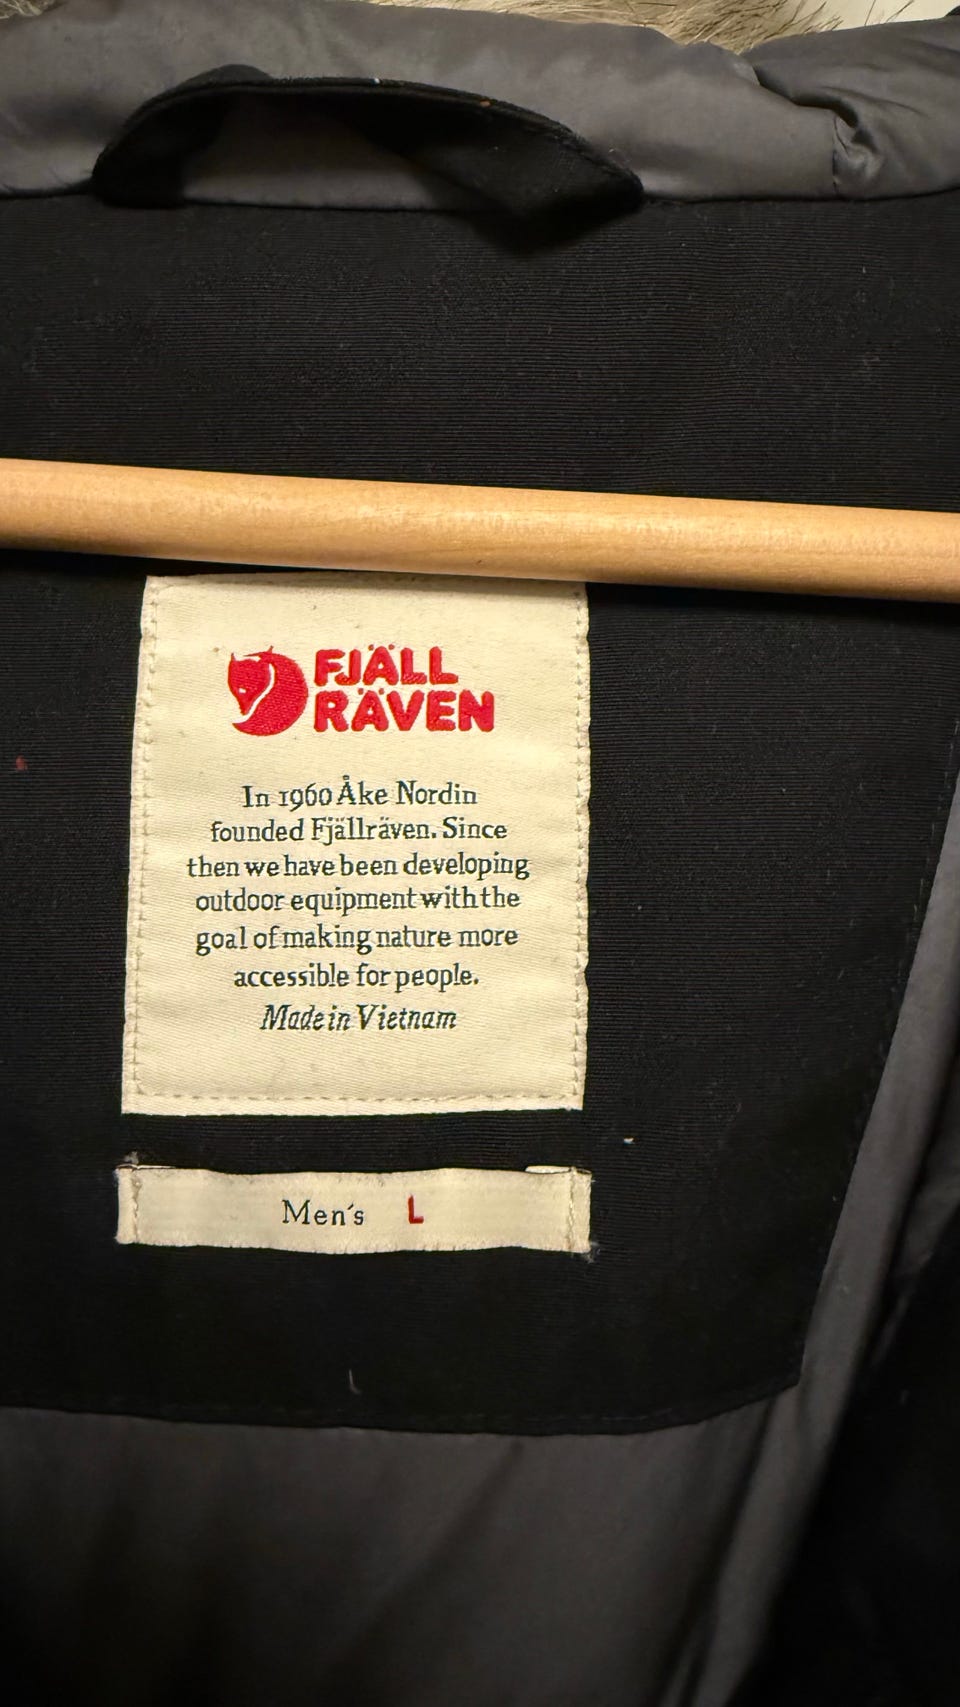 FJÄLL
RÄVEN
In 1960 Åke Nordin
founded Fjällräven. Since
then we have been developing
outdoor equipment with the
goal of making nature more
accessible for people.
Made in Vietnam
Men's L